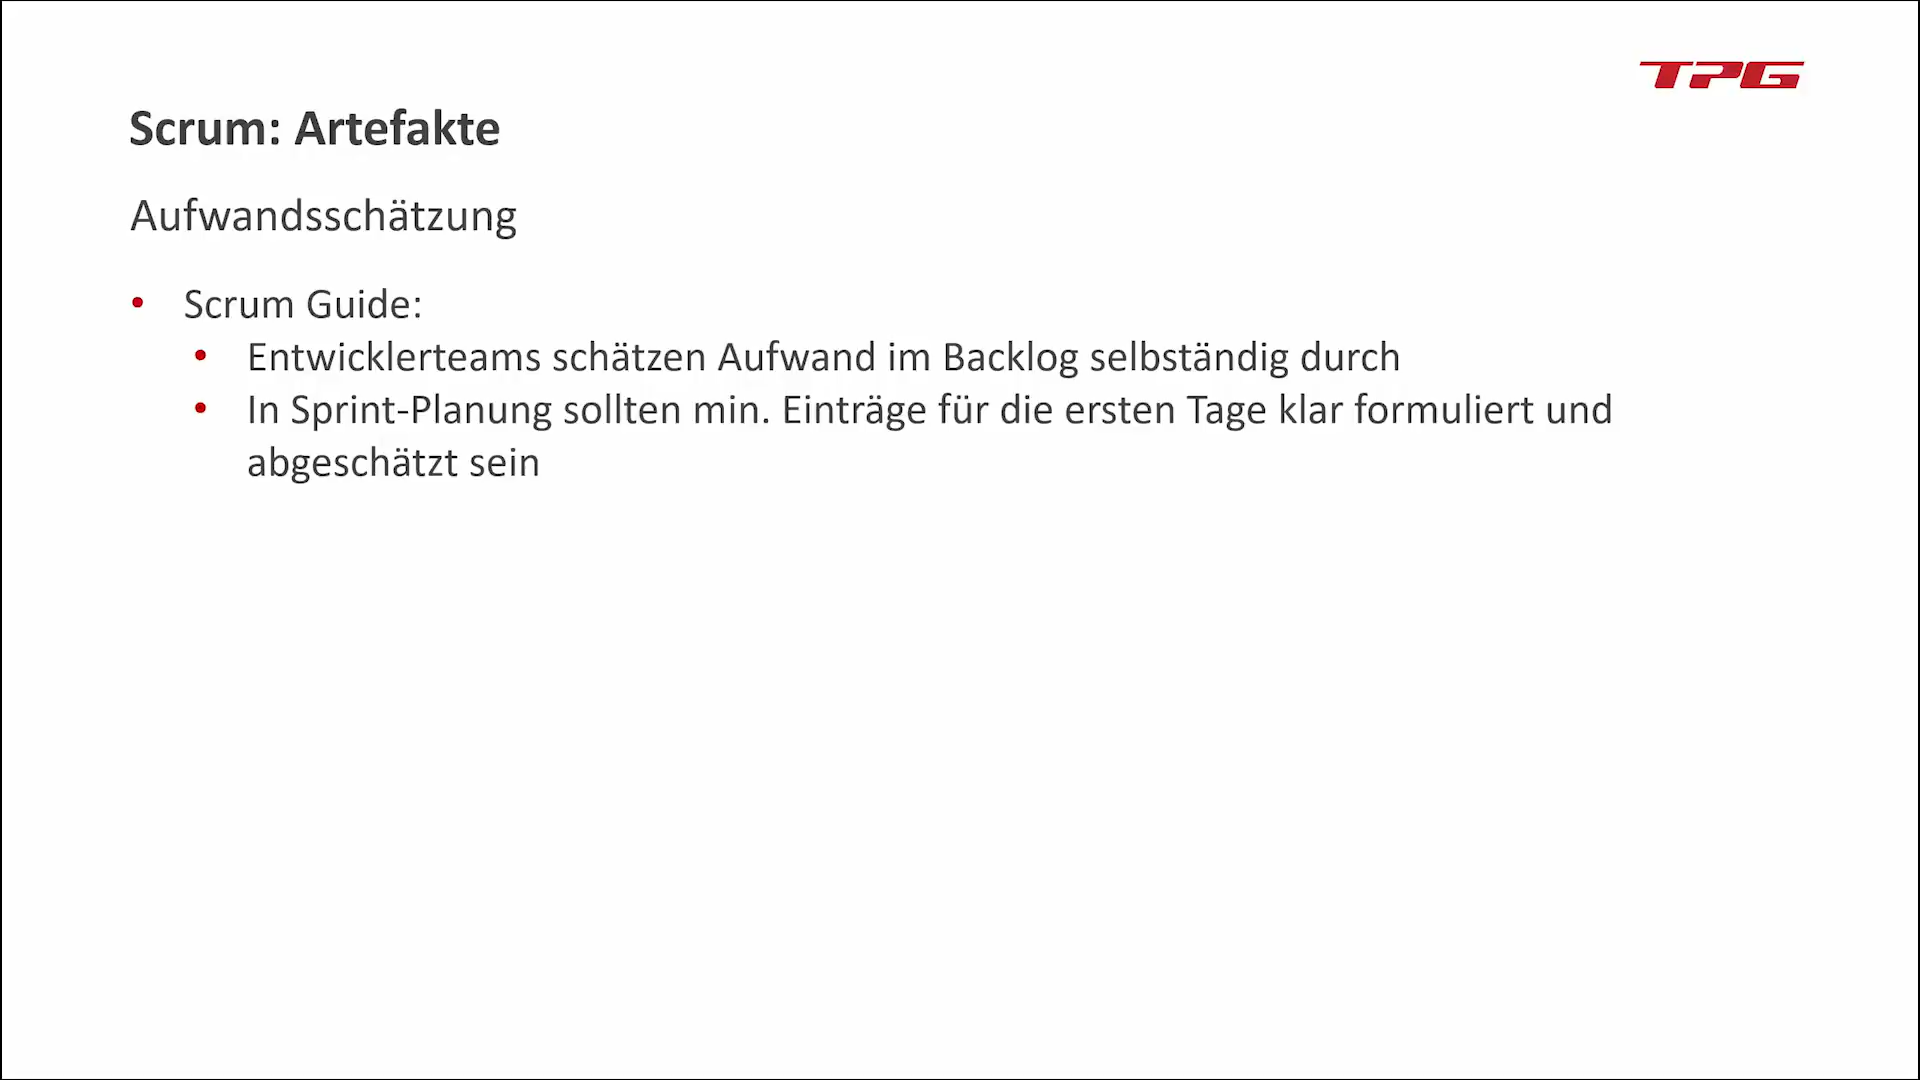 TPG
Scrum: Artefakte
Aufwandsschätzung
• Scrum Guide:
• Entwicklerteams schätzen Aufwand im Backlog selbständig durch
• In Sprint-Planung sollten min. Einträge für die ersten Tage klar formuliert und
abgeschätzt sein